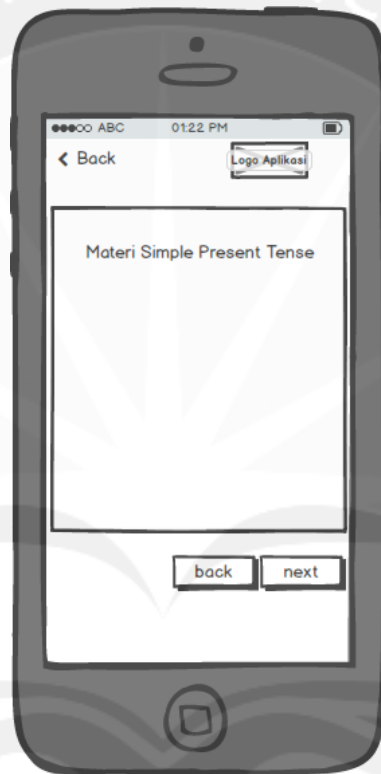 ABC 01:22 PM
Back
Logo Aplikasi
Materi Simple Present Tense
back next